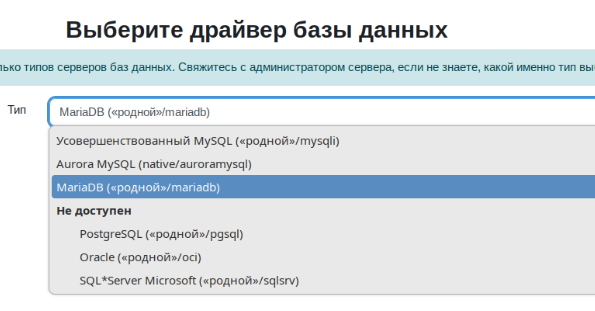 Выберите драйвер базы данных
лько типов серверов баз данных. Свяжитесь с администратором сервера, если не знаете, какой именно тип вы
Тип
MariaDB («родной»/mariadb)
Усовершенствованный MySQL («родной»/mysqli)
Aurora MySQL (native/auroramysql)
MariaDB («родной»/mariadb)
Не доступен
PostgreSQL («родной»/pgsql)
Oracle («родной»/oci)
SQL*Server Microsoft («родной»/sqlsrv)